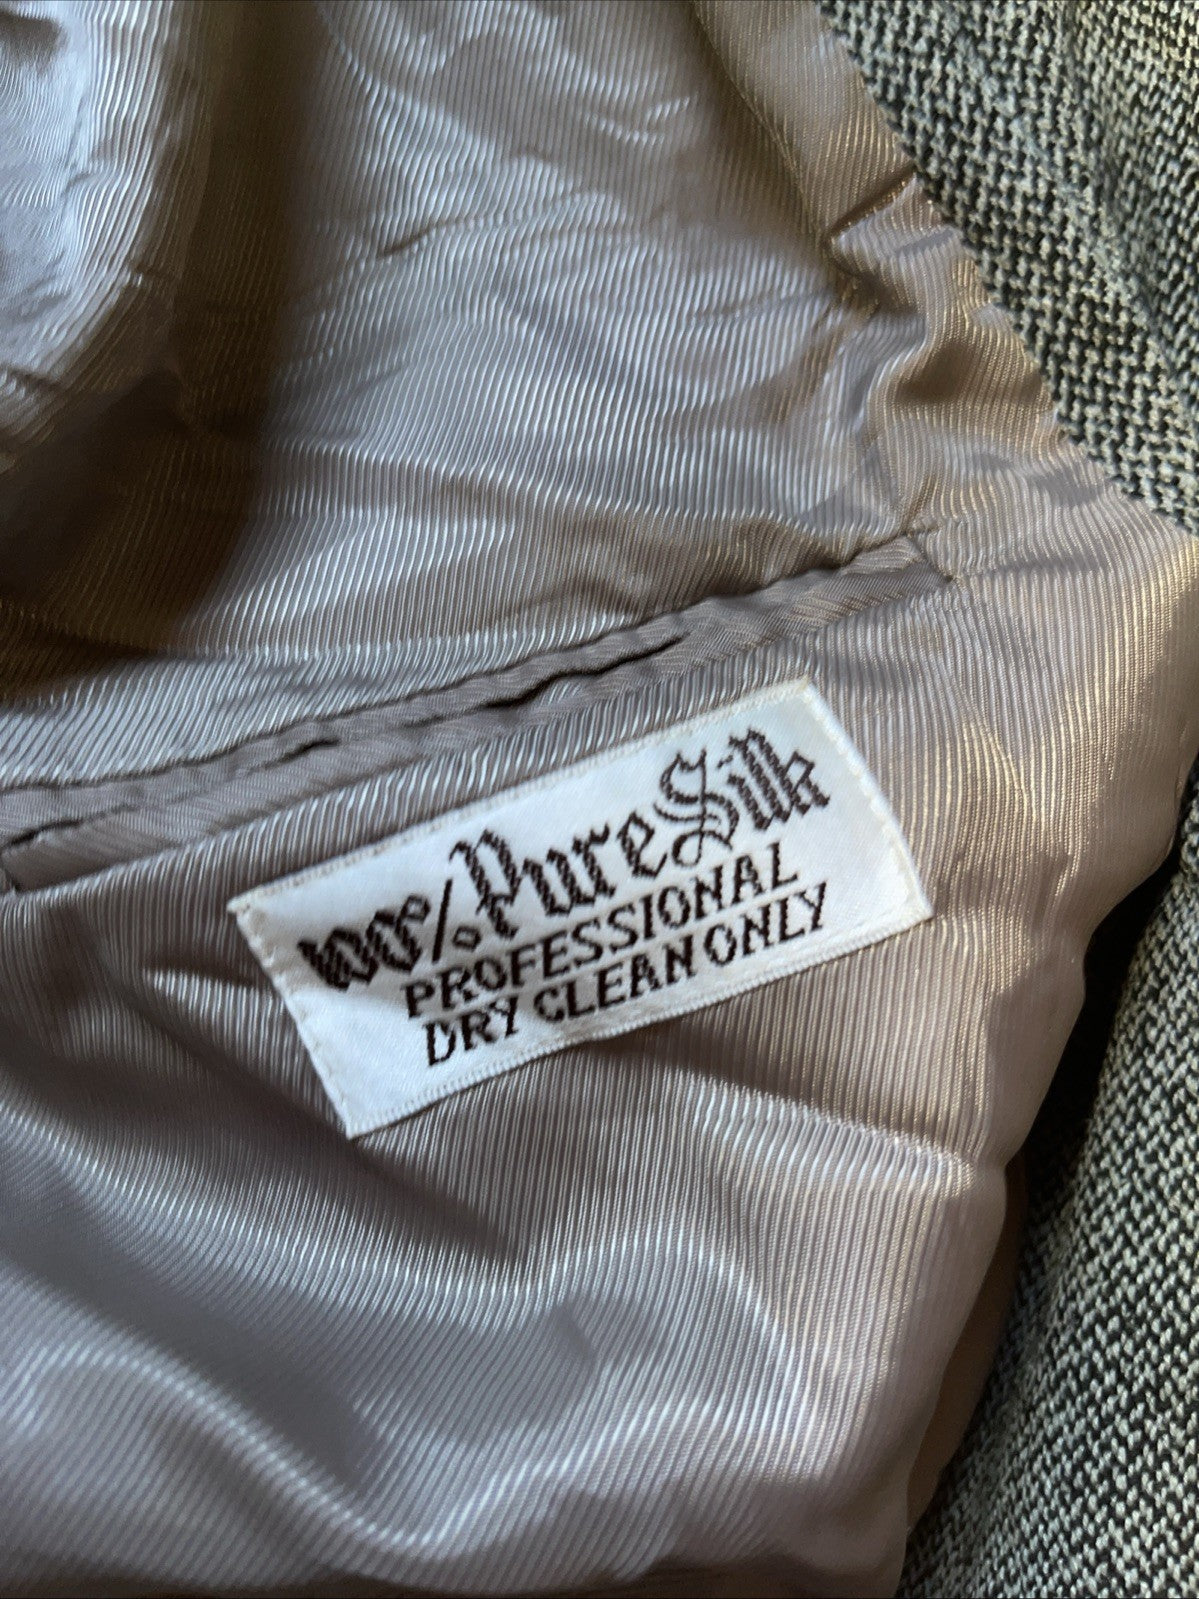 100% Pure Silk
PROFESSIONAL
DRY CLEAN ONLY